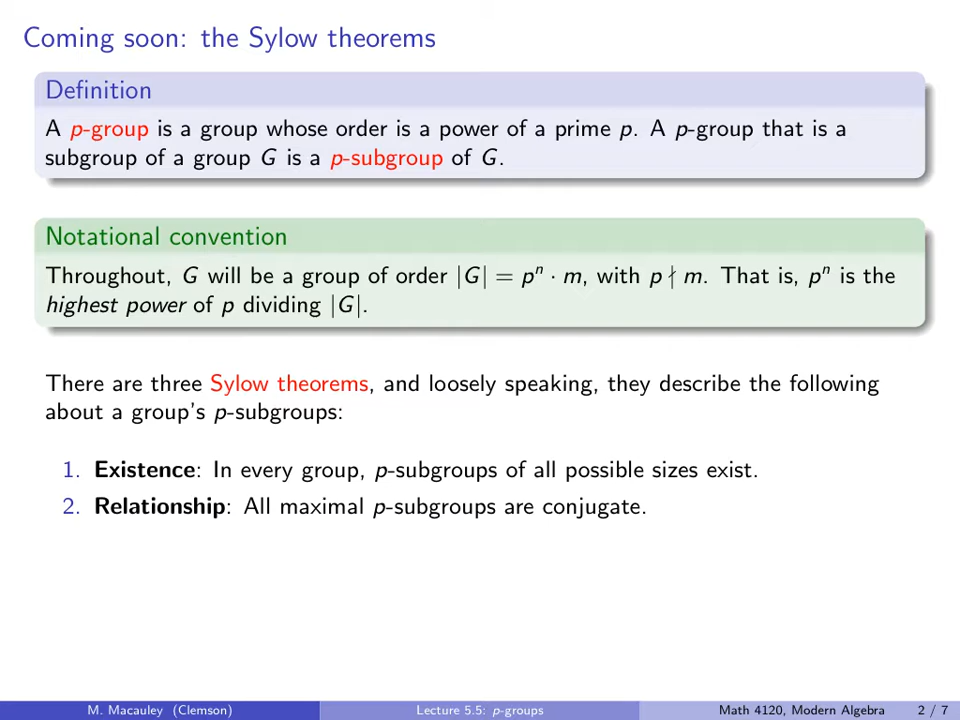 Coming soon: the Sylow theorems
Definition
A p-group is a group whose order is a power of a prime p. A p-group that is a
subgroup of a group G is a p-subgroup of G.
Notational convention
Throughout, G will be a group of order |G| = pⁿ · m, with p ∤ m. That is, pⁿ is the
highest power of p dividing |G|.
There are three Sylow theorems, and loosely speaking, they describe the following
about a group's p-subgroups:
1. Existence: In every group, p-subgroups of all possible sizes exist.
2. Relationship: All maximal p-subgroups are conjugate.
M. Macauley (Clemson) Lecture 5.5: p-groups Math 4120, Modern Algebra 2 / 7